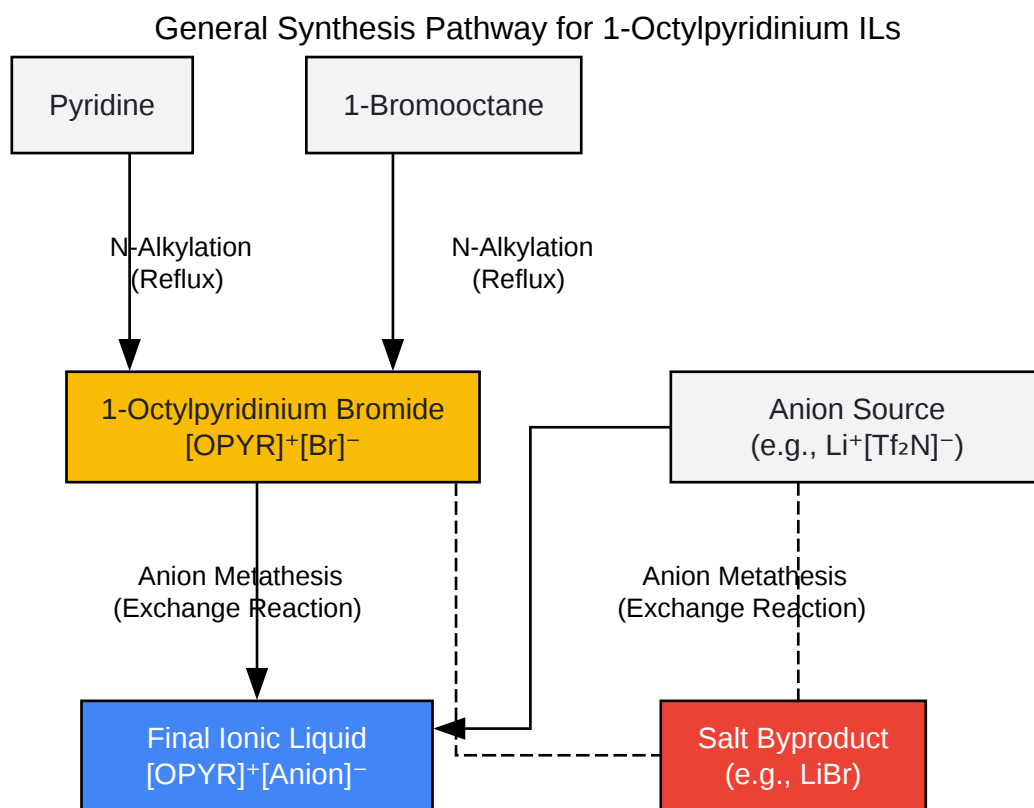 General Synthesis Pathway for 1-Octylpyridinium ILs
Pyridine
1-Bromooctane
N-Alkylation
(Reflux)
N-Alkylation
(Reflux)
1-Octylpyridinium Bromide
[OPYR]⁺[Br]⁻
Anion Source
(e.g., Li⁺[Tf₂N]⁻)
Anion Metathesis
(Exchange Reaction)
Anion Metathesis
(Exchange Reaction)
Final Ionic Liquid
[OPYR]⁺[Anion]⁻
Salt Byproduct
(e.g., LiBr)